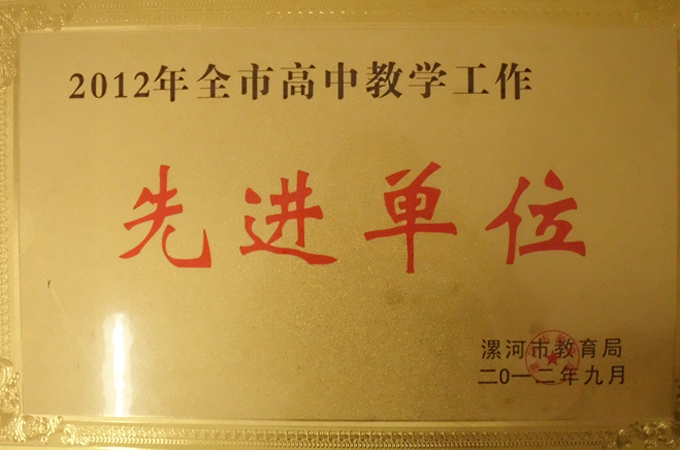 2012年全市高中教学工作
先进单位
漯河市教育局
二0一二年九月